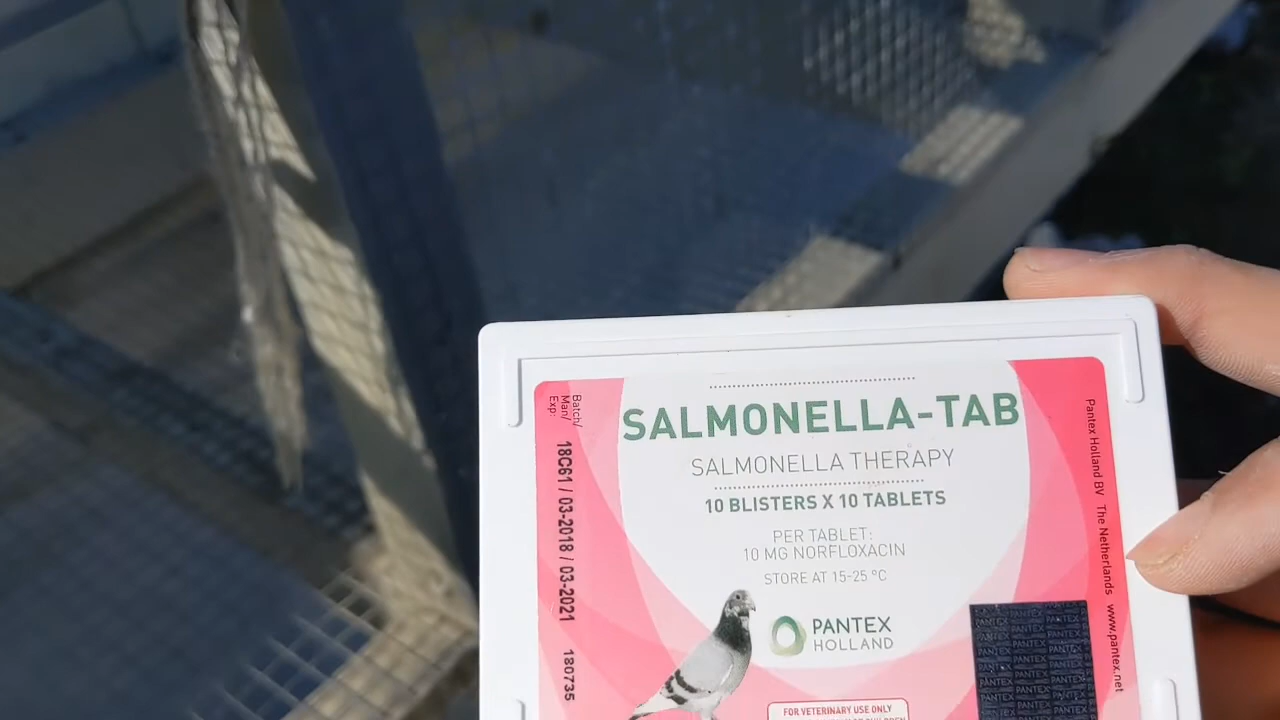 SALMONELLA-TAB
SALMONELLA THERAPY
10 BLISTERS X 10 TABLETS
PER TABLET:
10 MG NORFLOXACIN
STORE AT 15-25 °C
PANTEX
HOLLAND
FOR VETERINARY USE ONLY
Batch/
Man/
Exp:
18C61 / 03-2018 / 03-2021
180735
Pantex Holland BV The Netherlands www.pantex.net